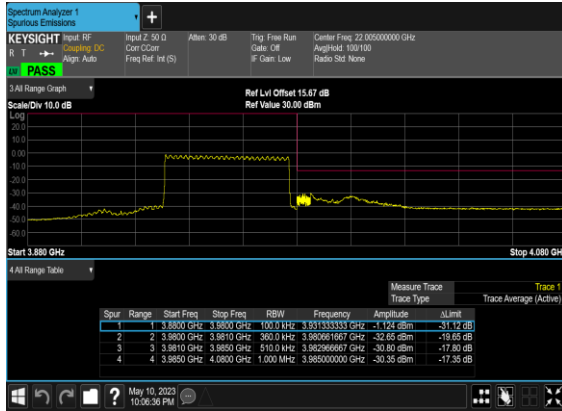 Spectrum Analyzer 1
Spurious Emissions
KEYSIGHT
R T
Input: RF
Coupling: DC
Align: Auto
Input Z: 50 Ω
Corr CCorr
Freq Ref: Int (S)
Atten: 30 dB
Trig: Free Run
Gate: Off
IF Gain: Low
Center Freq: 22.005000000 GHz
Avg|Hold: 100/100
Radio Std: None
PASS
3 All Range Graph
Ref Lvl Offset 15.67 dB
Scale/Div 10.0 dB
Ref Value 30.00 dBm
Log
20.0
10.0
0.00
-10.0
-20.0
-30.0
-40.0
-50.0
-60.0
Start 3.880 GHz
Stop 4.080 GH
4 All Range Table
Measure Trace Trace 1
Trace Type Trace Average (Active)
Spur Range Start Freq Stop Freq RBW Frequency Amplitude ΔLimit
1 1 3.8800 GHz 3.9800 GHz 100.0 kHz 3.931333333 GHz -1.124 dBm -31.12 dB
2 2 3.9800 GHz 3.9810 GHz 360.0 kHz 3.980661667 GHz -32.65 dBm -19.65 dB
3 3 3.9810 GHz 3.9850 GHz 510.0 kHz 3.982966667 GHz -30.80 dBm -17.80 dB
4 4 3.9850 GHz 4.0800 GHz 1.000 MHz 3.985000000 GHz -30.35 dBm -17.35 dB
?
May 10, 2023
10:06:36 PM